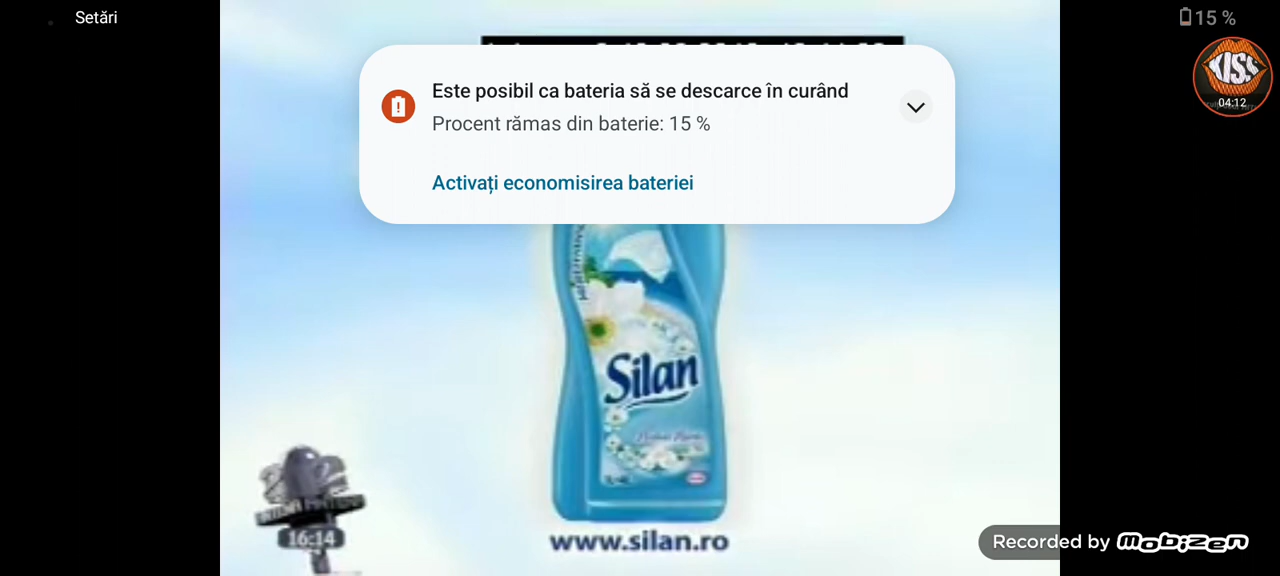 Setări
15 %
Este posibil ca bateria să se descarce în curând
Procent rămas din baterie: 15 %
Activați economisirea bateriei
KISS
04:12
Silan
16:14
www.silan.ro
Recorded by Mobizen